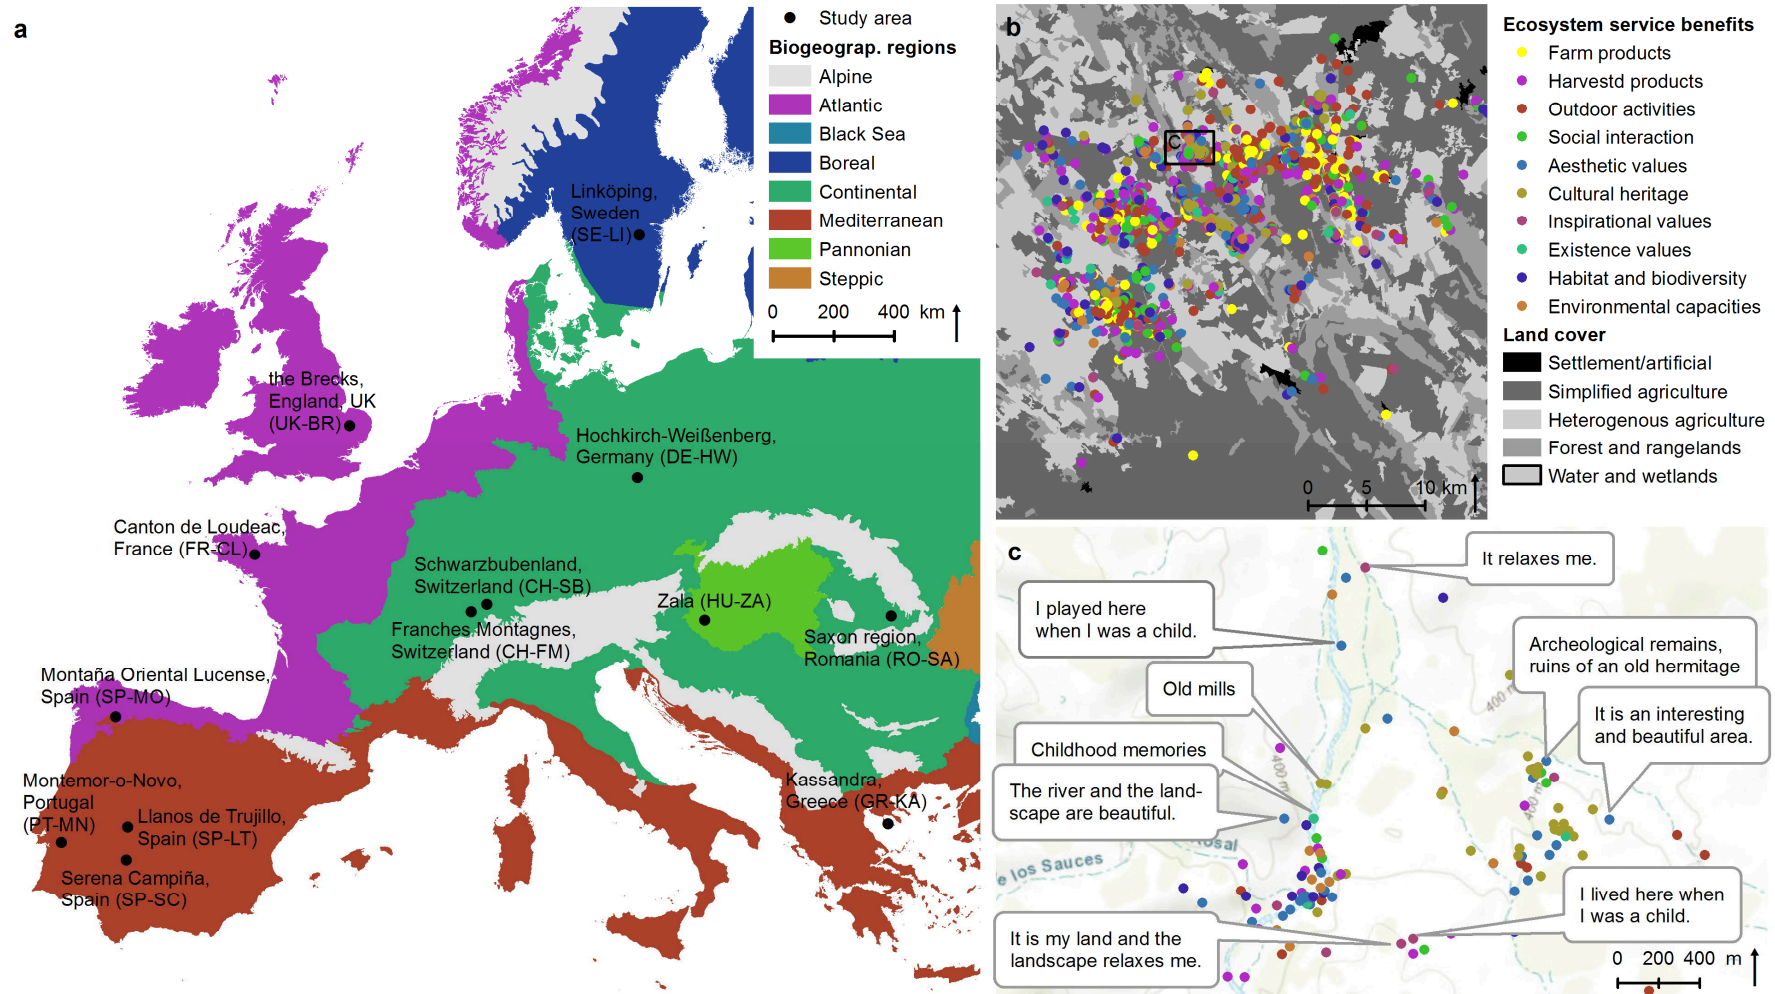 a
Study area
Biogeograp. regions
Alpine
Atlantic
Black Sea
Boreal
Continental
Mediterranean
Pannonian
Steppic
0 200 400 km
Linköping,
Sweden
(SE-LI)
the Brecks,
England, UK
(UK-BR)
Hochkirch-Weißenberg,
Germany (DE-HW)
Canton de Loudeac,
France (FR-CL)
Schwarzbubenland,
Switzerland (CH-SB)
Franches Montagnes,
Switzerland (CH-FM)
Zala (HU-ZA)
Saxon region,
Romania (RO-SA)
Montaña Oriental Lucense,
Spain (SP-MO)
Montemor-o-Novo,
Portugal
(PT-MN)
Llanos de Trujillo,
Spain (SP-LT)
Serena Campiña,
Spain (SP-SC)
Kassandra,
Greece (GR-KA)
b
C
0 5 10 km
Ecosystem service benefits
Farm products
Harvestd products
Outdoor activities
Social interaction
Aesthetic values
Cultural heritage
Inspirational values
Existence values
Habitat and biodiversity
Environmental capacities
Land cover
Settlement/artificial
Simplified agriculture
Heterogenous agriculture
Forest and rangelands
Water and wetlands
c
It relaxes me.
I played here
when I was a child.
Archeological remains,
ruins of an old hermitage
Old mills
400 m
It is an interesting
and beautiful area.
Childhood memories
400 m
The river and the land-
scape are beautiful.
400 m
Rosal
e los Sauces
I lived here when
I was a child.
It is my land and the
landscape relaxes me.
0 200 400 m